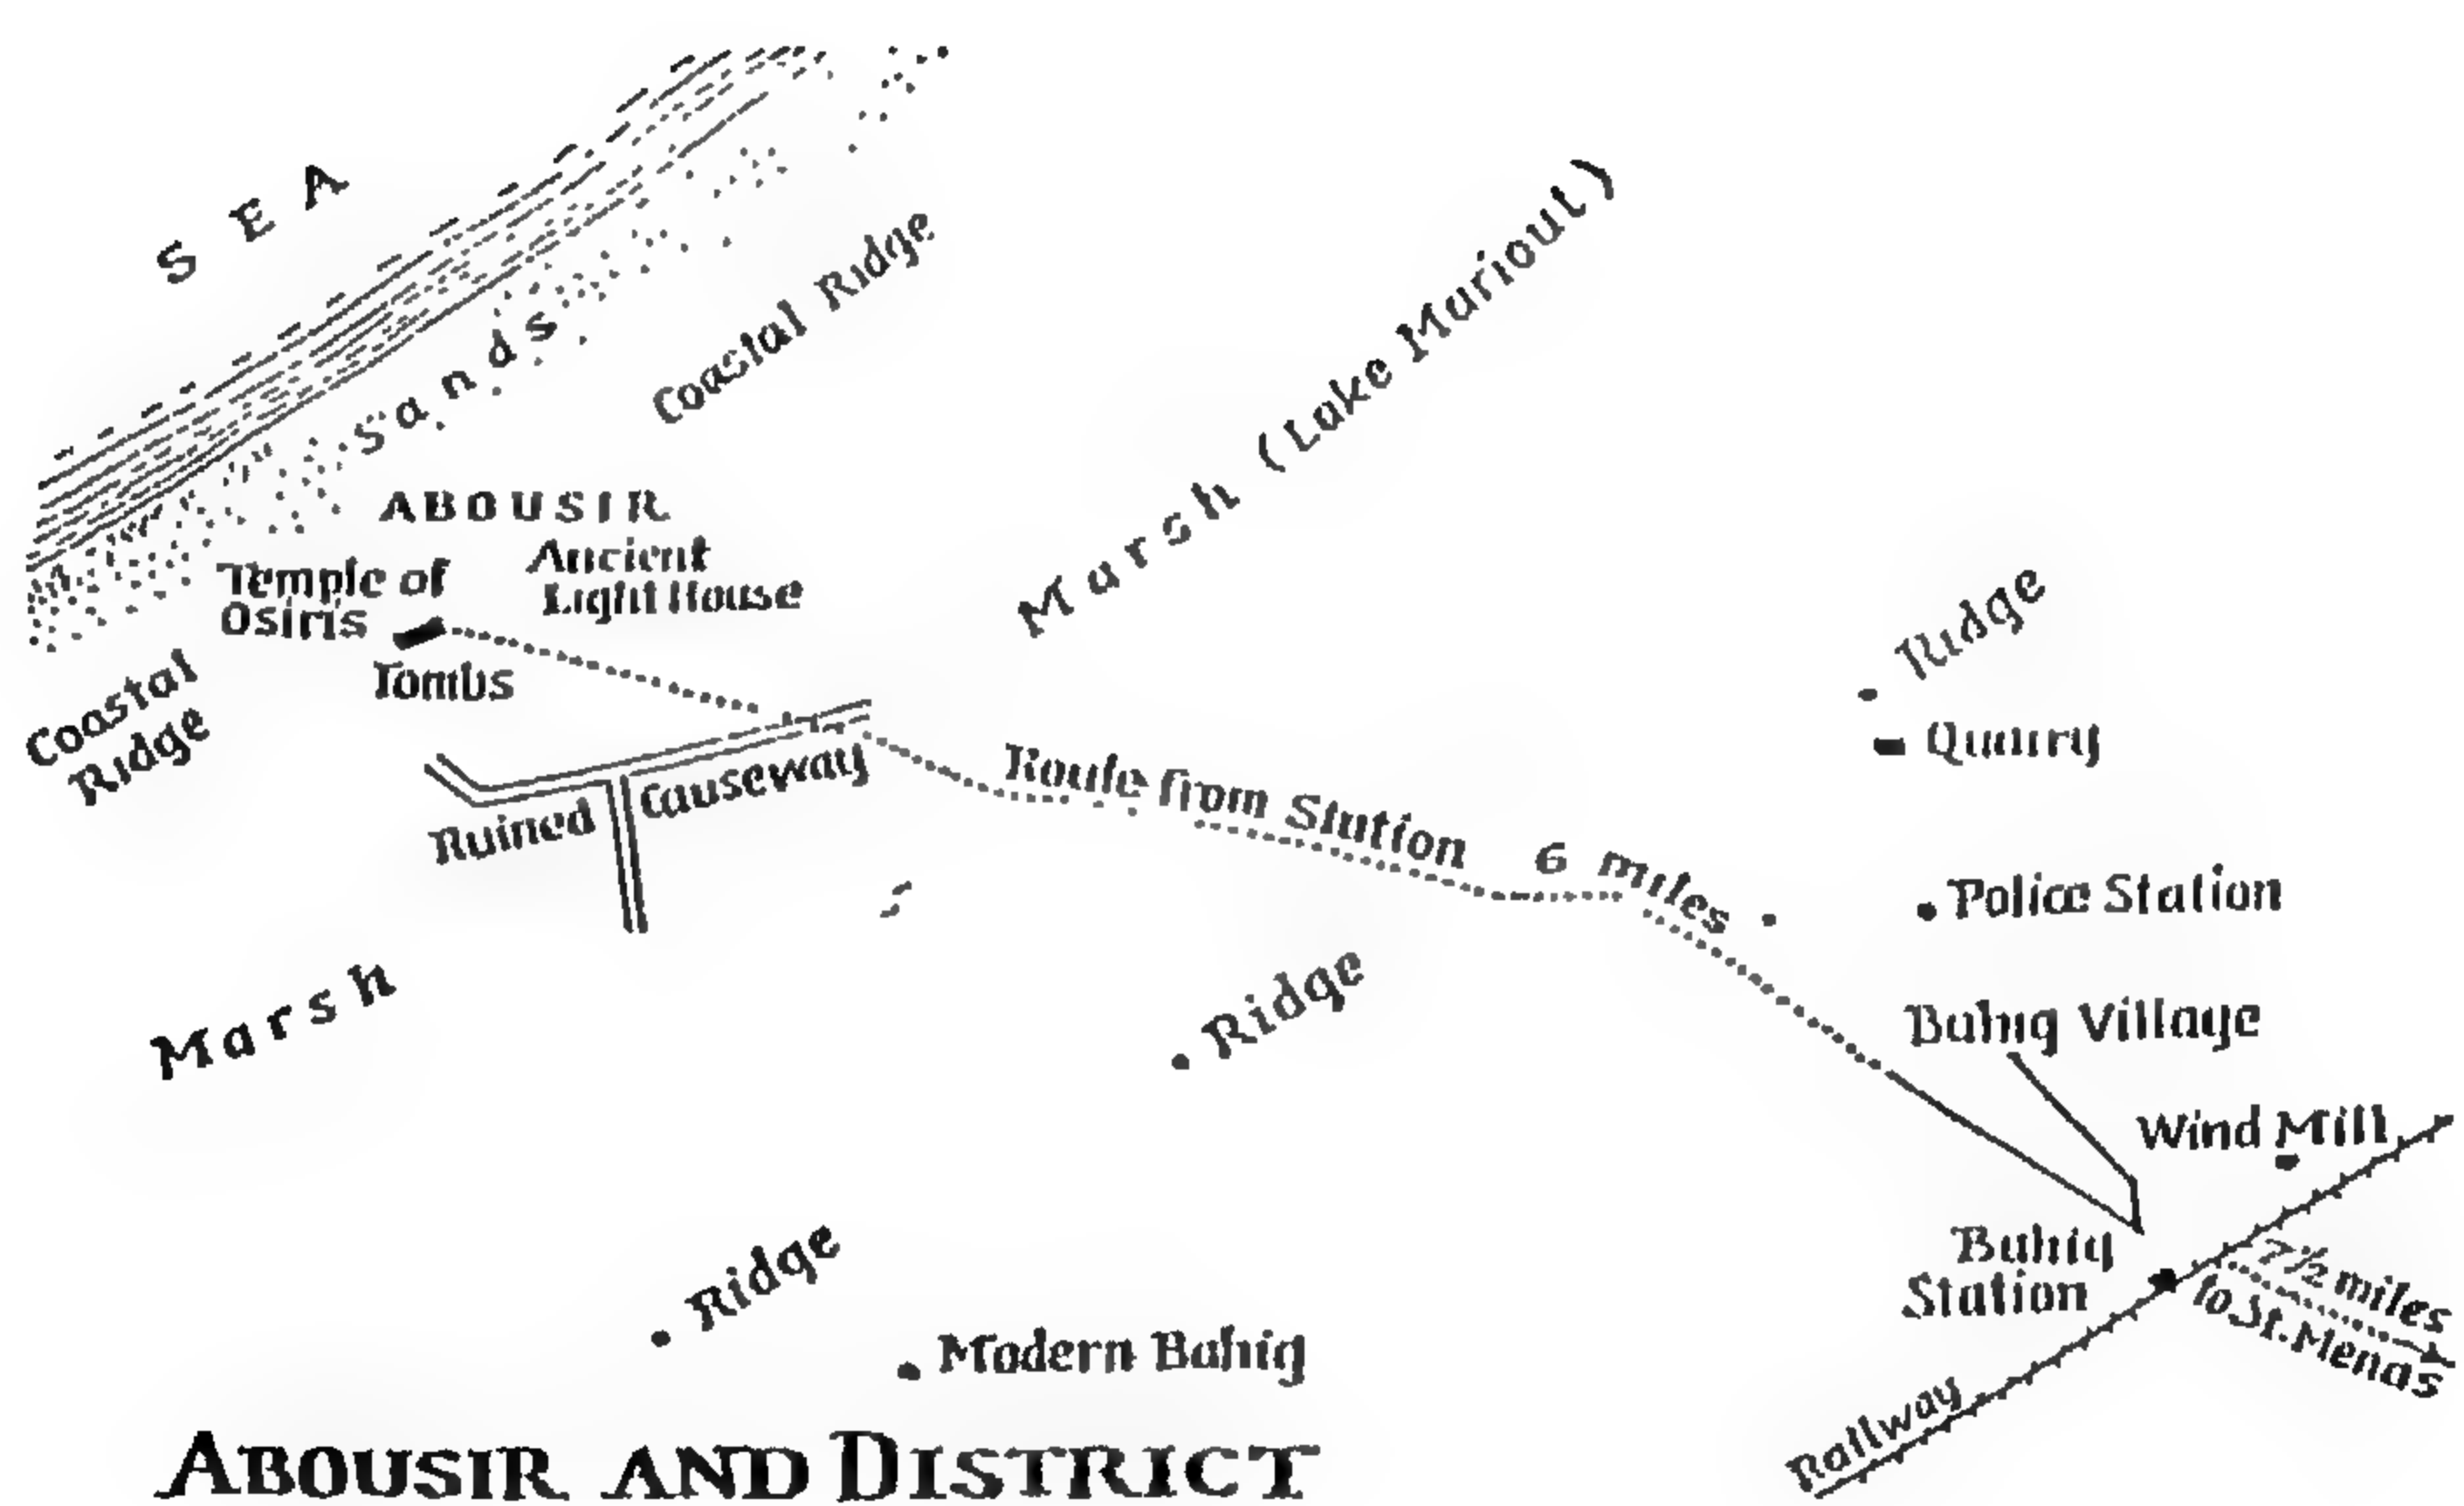 SEA
Sands
Coastal Ridge
Marsh (Lake Mariout)
ABOUSIR
Temple of
Osiris
Ancient
Light House
Tombs
Coastal
Ridge
Ridge
Quarry
Ruined Causeway
Route from Station 6 miles
Police Station
Marsh
Ridge
Bahig Village
Wind Mill
Bahig
Station
7½ miles
to St. Menas
Ridge
Modern Bahig
Railway
ABOUSIR AND DISTRICT